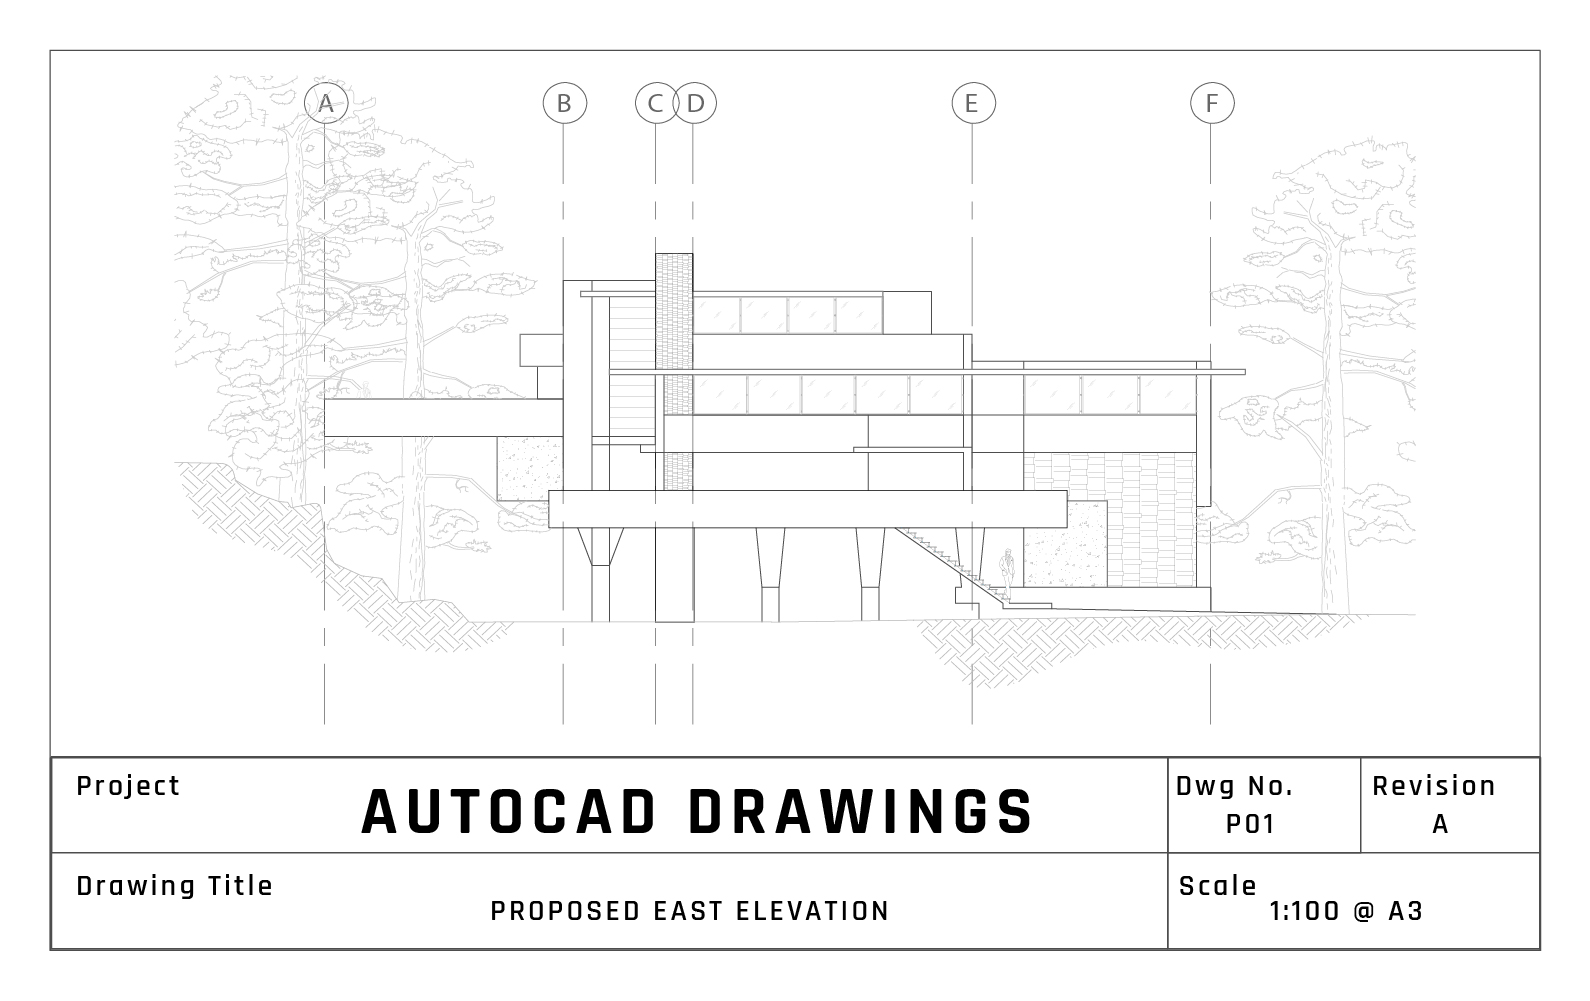 A B C D E F
Project
AUTOCAD DRAWINGS
Dwg No.
P01
Revision
A
Drawing Title
PROPOSED EAST ELEVATION
Scale
1:100 @ A3